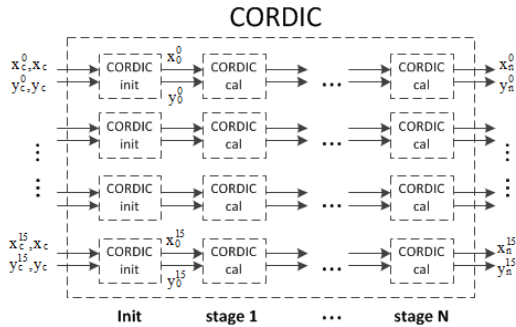 CORDIC
x_c^0,x_c CORDIC init x_0^0 CORDIC cal ... CORDIC cal x_n^0
y_c^0,y_c y_0^0 y_n^0
CORDIC init CORDIC cal ... CORDIC cal
CORDIC init CORDIC cal ... CORDIC cal
x_c^15,x_c CORDIC init x_0^15 CORDIC cal ... CORDIC cal x_n^15
y_c^15,y_c y_0^15 y_n^15
Init stage 1 ... stage N